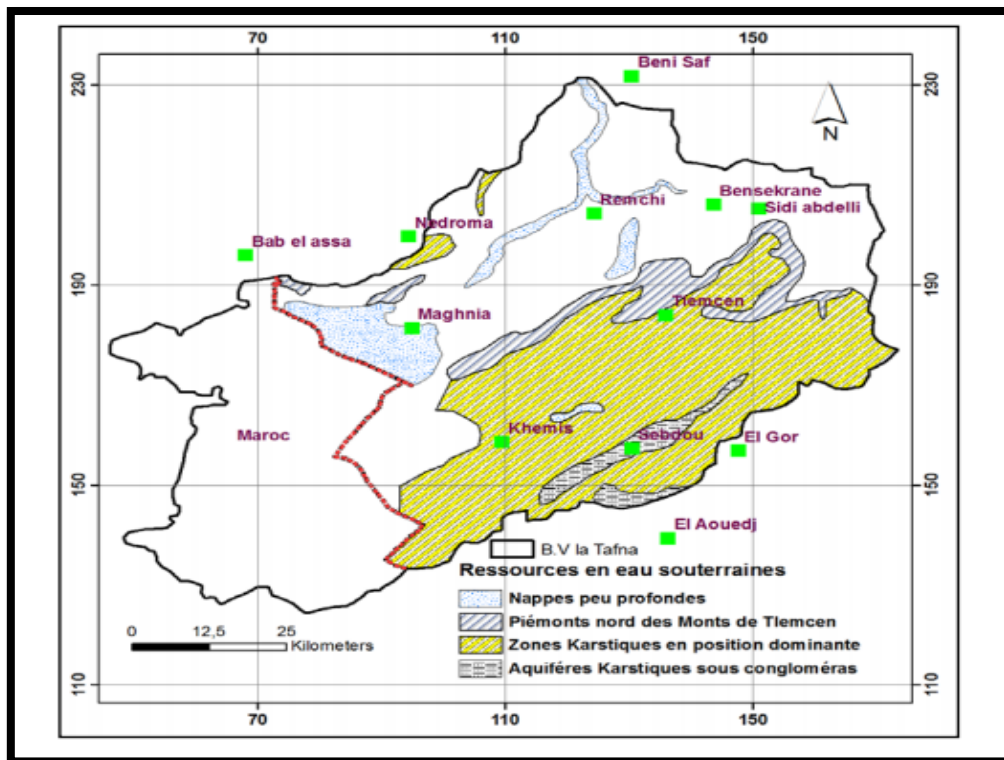 70 110 150
Beni Saf
230
N
Bensekrane
Remchi
Sidi abdelli
Nedroma
Bab el assa
190 190
Tlemcen
Maghnia
Maroc
Khemis
Sebdou
El Gor
150 150
El Aouedj
B.V la Tafna
Ressources en eau souterraines
Nappes peu profondes
Piémonts nord des Monts de Tlemcen
Zones Karstiques en position dominante
Aquiféres Karstiques sous congloméras
0 12,5 25
Kilometers
110 110
70 110 150